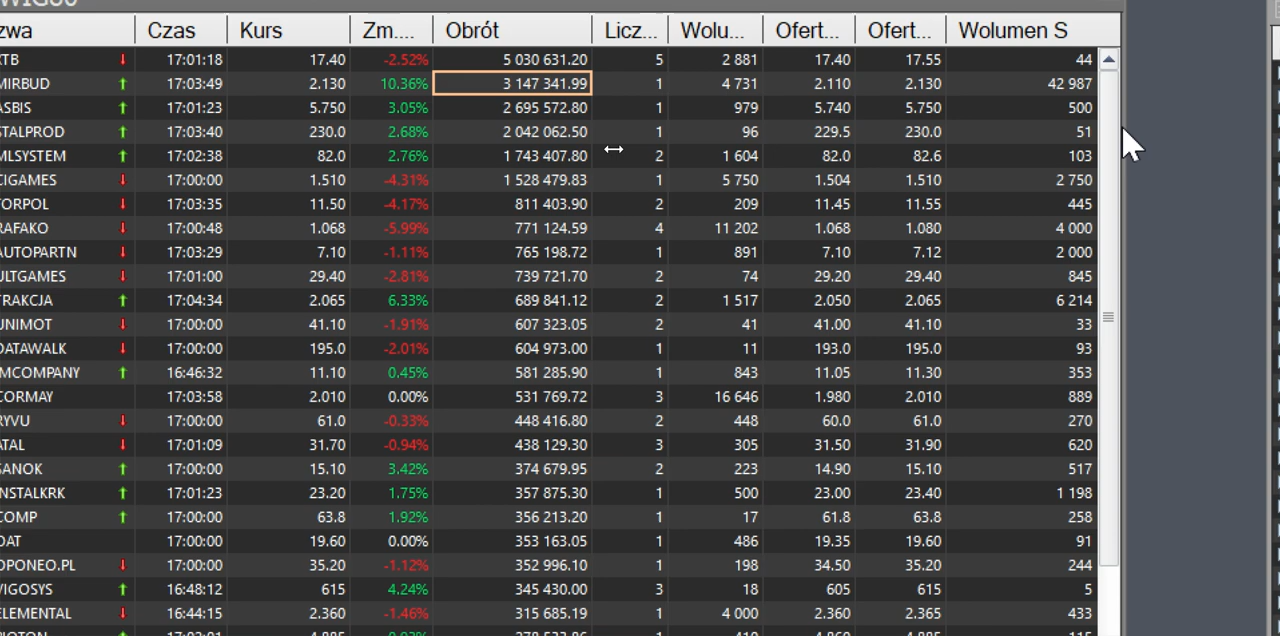 WIG80
zwa Czas Kurs Zm.... Obrót Licz... Wolu... Ofert... Ofert... Wolumen S
TB 17:01:18 17.40 -2.52% 5 030 631.20 5 2 881 17.40 17.55 44
MIRBUD 17:03:49 2.130 10.36% 3 147 341.99 1 4 731 2.110 2.130 42 987
ASBIS 17:01:23 5.750 3.05% 2 695 572.80 1 979 5.740 5.750 500
STALPROD 17:03:40 230.0 2.68% 2 042 062.50 1 96 229.5 230.0 51
MLSYSTEM 17:02:38 82.0 2.76% 1 743 407.80 2 1 604 82.0 82.6 103
CIGAMES 17:00:00 1.510 -4.31% 1 528 479.83 1 5 750 1.504 1.510 2 750
TORPOL 17:03:35 11.50 -4.17% 811 403.90 2 209 11.45 11.55 445
RAFAKO 17:00:48 1.068 -5.99% 771 124.59 4 11 202 1.068 1.080 4 000
AUTOPARTN 17:03:29 7.10 -1.11% 765 198.72 1 891 7.10 7.12 2 000
ULTGAMES 17:01:00 29.40 -2.81% 739 721.70 2 74 29.20 29.40 845
TRAKCJA 17:04:34 2.065 6.33% 689 841.12 2 1 517 2.050 2.065 6 214
UNIMOT 17:00:00 41.10 -1.91% 607 323.05 2 41 41.00 41.10 33
DATAWALK 17:00:00 195.0 -2.01% 604 973.00 1 11 193.0 195.0 93
IMCOMPANY 16:46:32 11.10 0.45% 581 285.90 1 843 11.05 11.30 353
CORMAY 17:03:58 2.010 0.00% 531 769.72 3 16 646 1.980 2.010 889
RYVU 17:00:00 61.0 -0.33% 448 416.80 2 448 60.0 61.0 270
ATAL 17:01:09 31.70 -0.94% 438 129.30 3 305 31.50 31.90 620
SANOK 17:00:00 15.10 3.42% 374 679.95 2 223 14.90 15.10 517
INSTALKRK 17:01:23 23.20 1.75% 357 875.30 1 500 23.00 23.40 1 198
COMP 17:00:00 63.8 1.92% 356 213.20 1 17 61.8 63.8 258
OAT 17:00:00 19.60 0.00% 353 163.05 1 486 19.35 19.60 91
OPONEO.PL 17:00:00 35.20 -1.12% 352 996.10 1 198 34.50 35.20 244
VIGOSYS 16:48:12 615 4.24% 345 430.00 3 18 605 615 5
ELEMENTAL 16:44:15 2.360 -1.46% 315 685.19 1 4 000 2.360 2.365 433